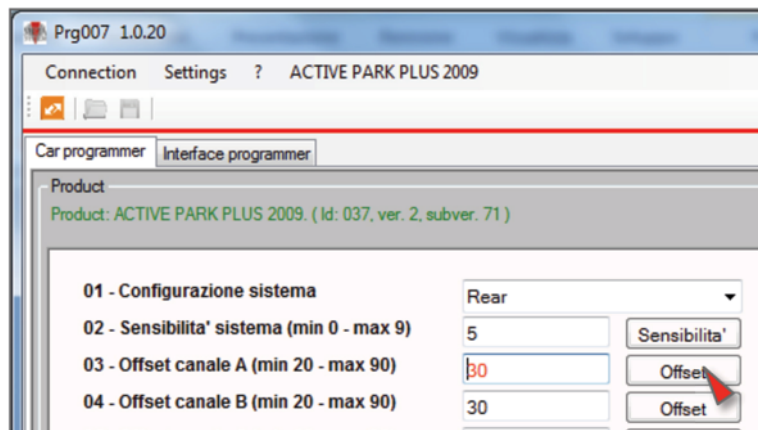 Prg007 1.0.20
Connection Settings ? ACTIVE PARK PLUS 2009
Car programmer Interface programmer
Product
Product: ACTIVE PARK PLUS 2009. ( Id: 037, ver. 2, subver. 71 )
01 - Configurazione sistema Rear
02 - Sensibilita' sistema (min 0 - max 9) 5 Sensibilita'
03 - Offset canale A (min 20 - max 90) 30 Offset
04 - Offset canale B (min 20 - max 90) 30 Offset